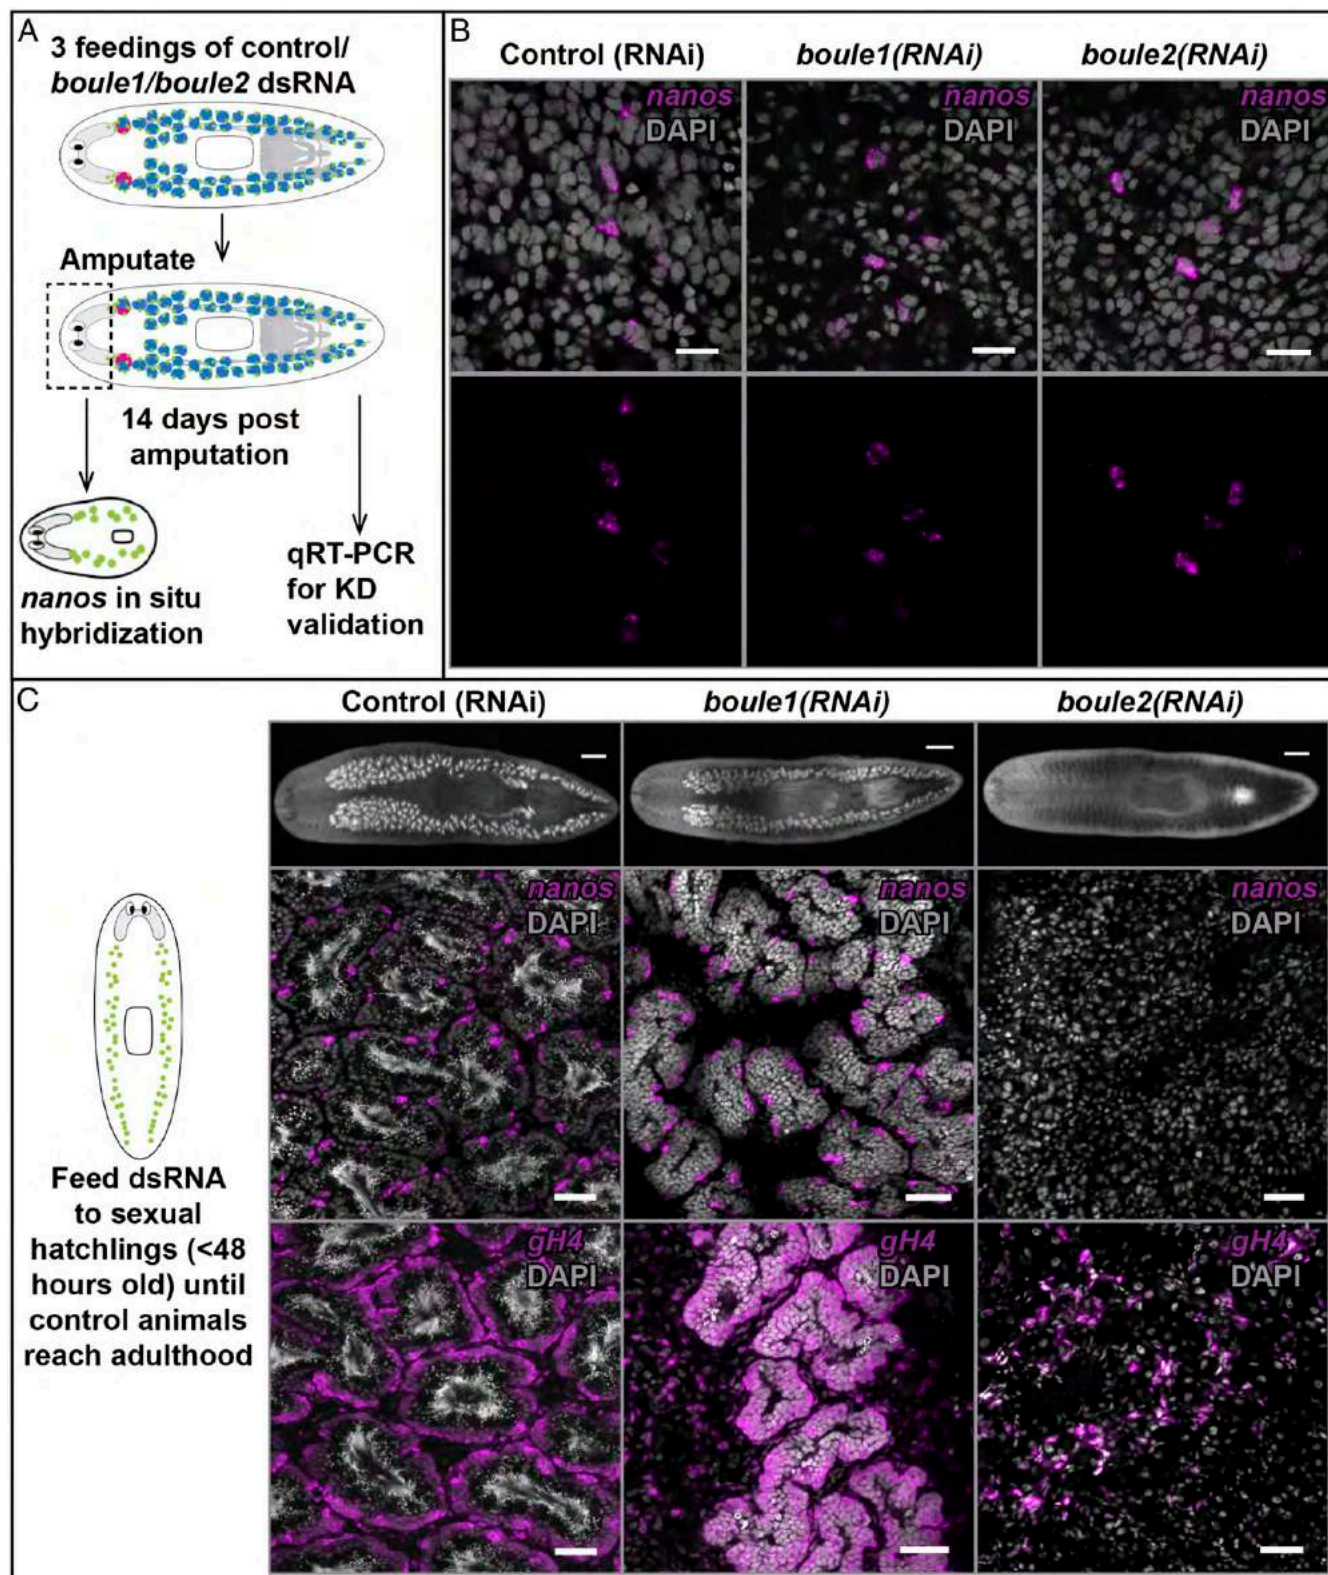 A
3 feedings of control/
boule1/boule2 dsRNA
Amputate
14 days post
amputation
nanos in situ
hybridization
qRT-PCR
for KD
validation
B
Control (RNAi) boule1(RNAi) boule2(RNAi)
nanos nanos nanos
DAPI DAPI DAPI
C
Control (RNAi) boule1(RNAi) boule2(RNAi)
nanos nanos nanos
DAPI DAPI DAPI
gH4 gH4 gH4
DAPI DAPI DAPI
Feed dsRNA
to sexual
hatchlings (<48
hours old) until
control animals
reach adulthood